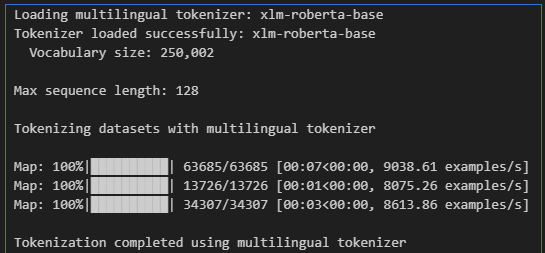 Loading multilingual tokenizer: xlm-roberta-base
Tokenizer loaded successfully: xlm-roberta-base
  Vocabulary size: 250,002
Max sequence length: 128
Tokenizing datasets with multilingual tokenizer
Map: 100%|██████████| 63685/63685 [00:07<00:00, 9038.61 examples/s]
Map: 100%|██████████| 13726/13726 [00:01<00:00, 8075.26 examples/s]
Map: 100%|██████████| 34307/34307 [00:03<00:00, 8613.86 examples/s]
Tokenization completed using multilingual tokenizer